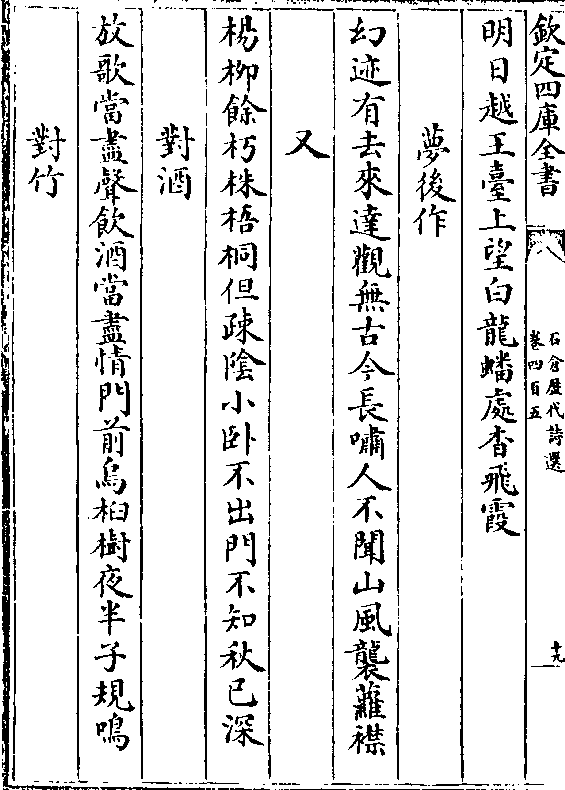 欽定四庫全書
石倉歷代詩選
卷四百五
十九
明日越王臺上望白龍蟠處杳飛霞
夢後作
幻迹有去來達觀無古今長嘯人不聞山風襲蘿襟
又
楊柳餘朽株梧桐但疎陰小卧不出門不知秋已深
對酒
放歌當盡聲飲酒當盡情門前烏桕樹夜半子規鳴
對竹